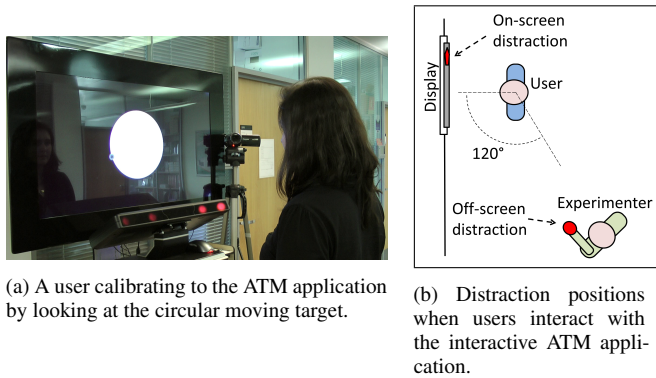 On-screen
distraction
User
Display
120°
Experimenter
Off-screen
distraction
(a) A user calibrating to the ATM application
by looking at the circular moving target.
(b) Distraction positions
when users interact with
the interactive ATM appli-
cation.